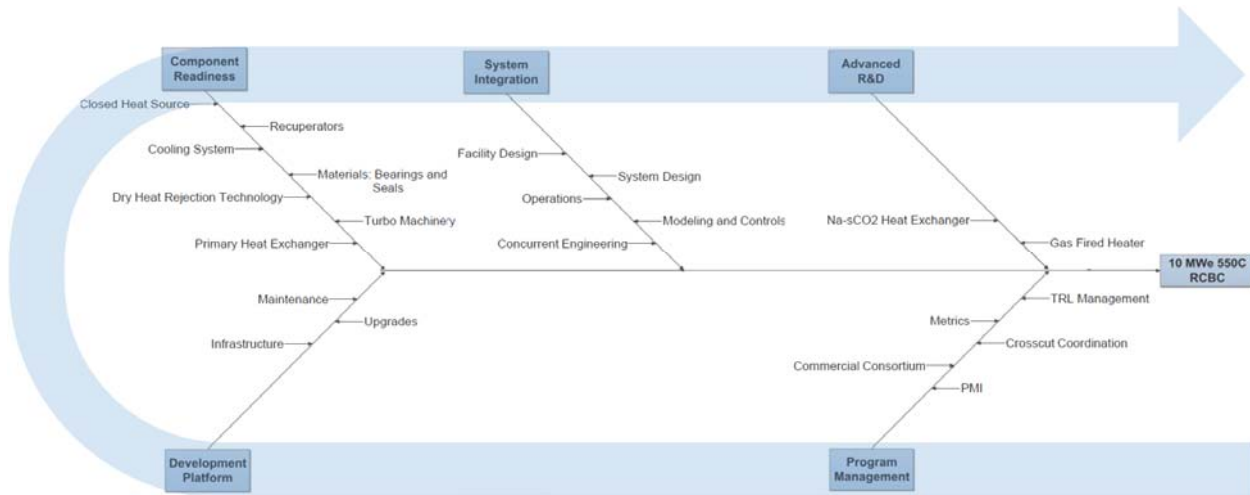 Component
Readiness
System
Integration
Advanced
R&D
Closed Heat Source
Recuperators
Cooling System
Materials: Bearings and
Seals
Dry Heat Rejection Technology
Turbo Machinery
Primary Heat Exchanger
Facility Design
System Design
Operations
Modeling and Controls
Concurrent Engineering
Na-sCO2 Heat Exchanger
Gas Fired Heater
10 MWe 550C
RCBC
Maintenance
Upgrades
Infrastructure
TRL Management
Metrics
Crosscut Coordination
Commercial Consortium
PMI
Development
Platform
Program
Management